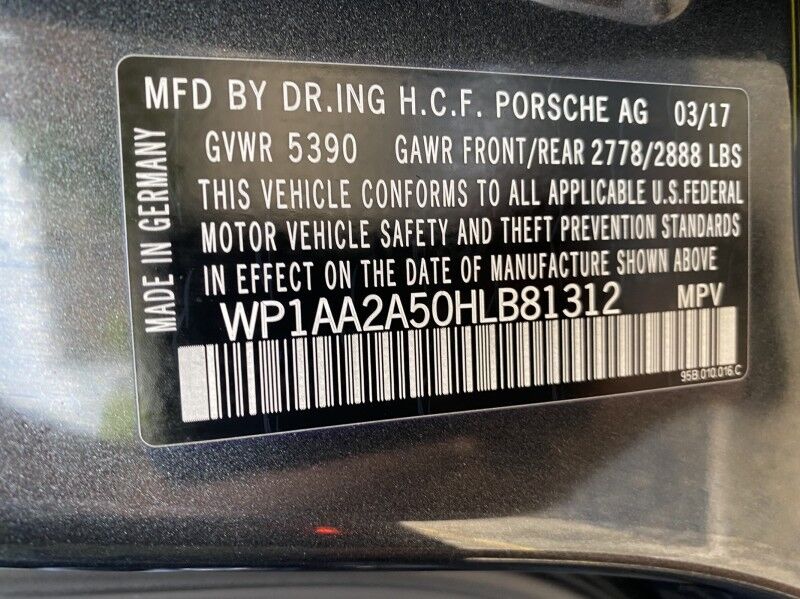 MFD BY DR.ING H.C.F. PORSCHE AG 03/17
GVWR 5390 GAWR FRONT/REAR 2778/2888 LBS
THIS VEHICLE CONFORMS TO ALL APPLICABLE U.S.FEDERAL
MOTOR VEHICLE SAFETY AND THEFT PREVENTION STANDARDS
IN EFFECT ON THE DATE OF MANUFACTURE SHOWN ABOVE
WP1AA2A50HLB81312 MPV
95B.010.016.C
MADE IN GERMANY